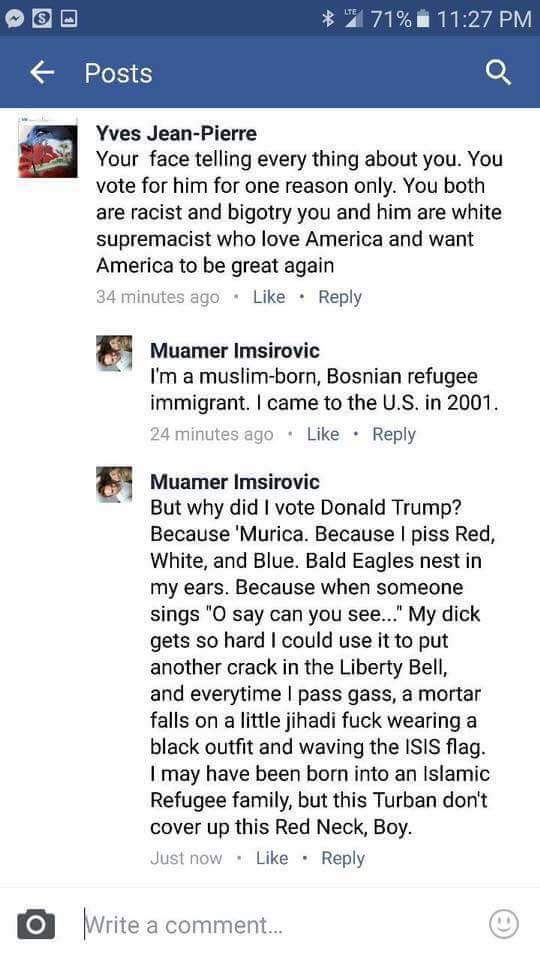 S
LTE 71% 11:27 PM
Posts
Yves Jean-Pierre
Your face telling every thing about you. You
vote for him for one reason only. You both
are racist and bigotry you and him are white
supremacist who love America and want
America to be great again
34 minutes ago • Like • Reply
Muamer Imsirovic
I'm a muslim-born, Bosnian refugee
immigrant. I came to the U.S. in 2001.
24 minutes ago • Like • Reply
Muamer Imsirovic
But why did I vote Donald Trump?
Because 'Murica. Because I piss Red,
White, and Blue. Bald Eagles nest in
my ears. Because when someone
sings "O say can you see..." My dick
gets so hard I could use it to put
another crack in the Liberty Bell,
and everytime I pass gass, a mortar
falls on a little jihadi fuck wearing a
black outfit and waving the ISIS flag.
I may have been born into an Islamic
Refugee family, but this Turban don't
cover up this Red Neck, Boy.
Just now • Like • Reply
Write a comment...